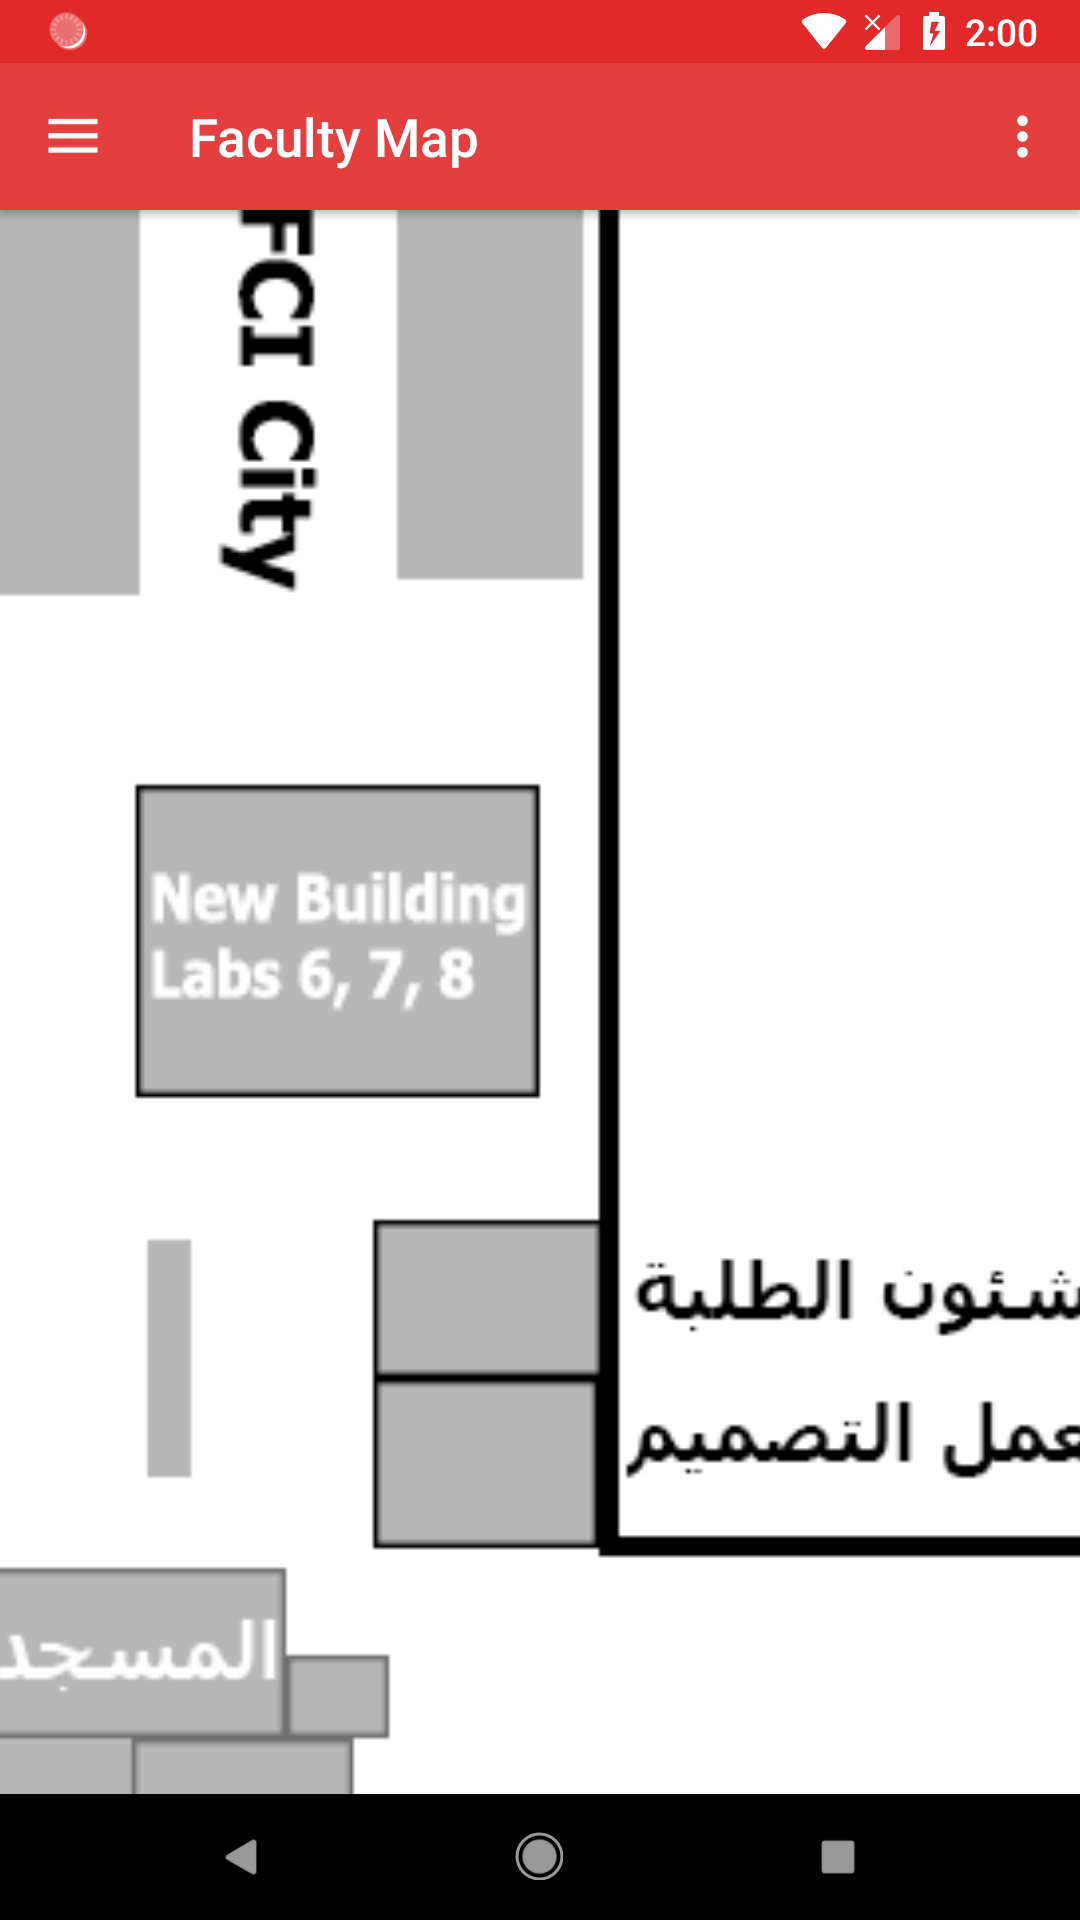 2:00
Faculty Map
FCI City
New Building
Labs 6, 7, 8
شئون الطلبة
التصميم
المسجد